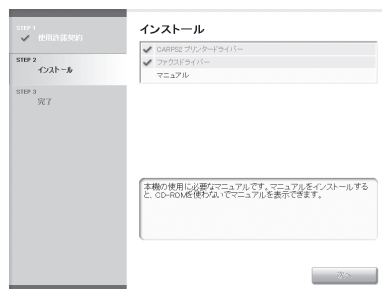 STEP 1
使用許諾契約
STEP 2
インストール
STEP 3
完了
インストール
CARPS2 プリンタードライバー
ファクスドライバー
マニュアル
本機の使用に必要なマニュアルです。マニュアルをインストールする
と、CD-ROMを使わないでマニュアルを表示できます。
次へ